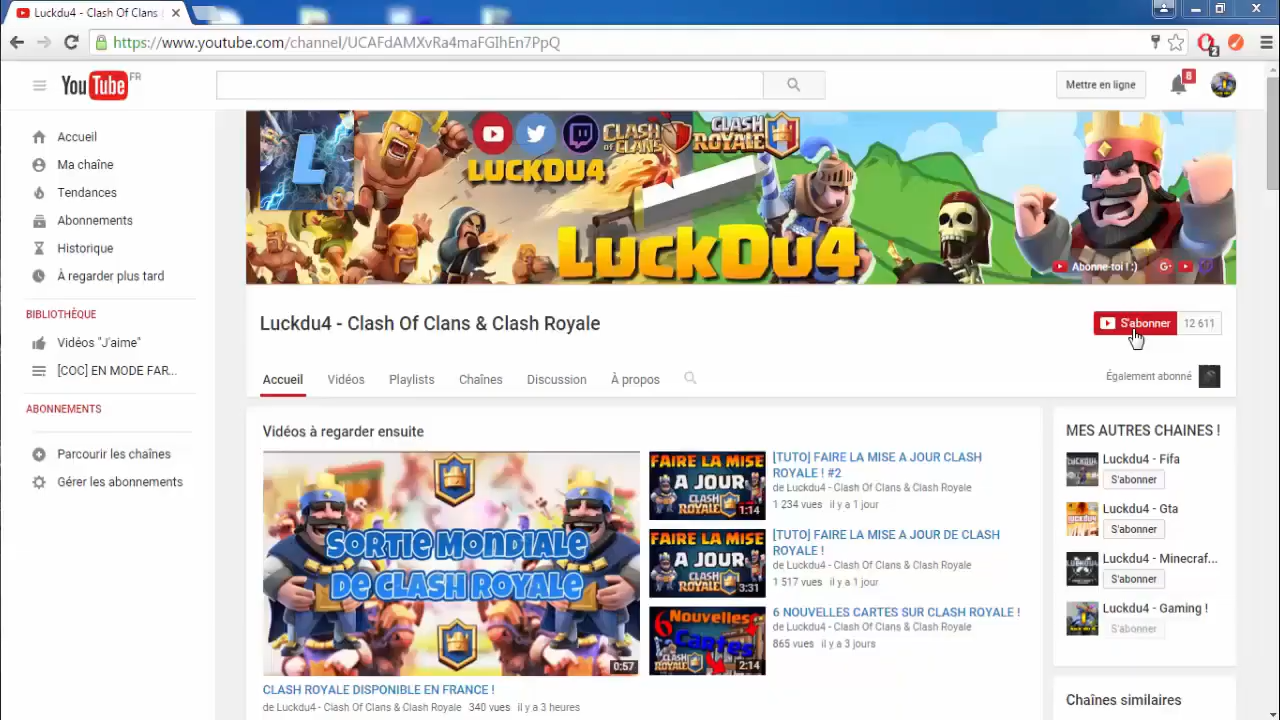 Luckdu4 - Clash Of Clans
https://www.youtube.com/channel/UCAFdAMXvRa4maFGIhEn7PpQ
2
YouTube FR
Mettre en ligne
8
Accueil
Ma chaîne
Tendances
Abonnements
Historique
À regarder plus tard
BIBLIOTHÈQUE
Vidéos "J'aime"
[COC] EN MODE FAR...
ABONNEMENTS
Parcourir les chaînes
Gérer les abonnements
L
CLASH OF CLANS
CLASH ROYALE
LUCKDU4
LuckDu4
Abonne-toi ! :)
G+
Luckdu4 - Clash Of Clans & Clash Royale
S'abonner 12 611
Accueil Vidéos Playlists Chaînes Discussion À propos
Également abonné
Vidéos à regarder ensuite
SORTIE MONDIALE
DE CLASH ROYALE
0:57
CLASH ROYALE DISPONIBLE EN FRANCE !
de Luckdu4 - Clash Of Clans & Clash Royale 340 vues il y a 3 heures
FAIRE LA MISE
A JOUR
CLASH ROYALE
1:14
[TUTO] FAIRE LA MISE A JOUR CLASH
ROYALE ! #2
de Luckdu4 - Clash Of Clans & Clash Royale
1 234 vues il y a 1 jour
FAIRE LA MISE
A JOUR
CLASH ROYALE
3:31
[TUTO] FAIRE LA MISE A JOUR DE CLASH
ROYALE !
de Luckdu4 - Clash Of Clans & Clash Royale
1 517 vues il y a 1 jour
6 Nouvelles
Cartes
CLASH ROYALE
2:14
6 NOUVELLES CARTES SUR CLASH ROYALE !
de Luckdu4 - Clash Of Clans & Clash Royale
865 vues il y a 3 jours
MES AUTRES CHAINES !
Luckdu4 - Fifa
S'abonner
Luckdu4 - Gta
S'abonner
Luckdu4 - Minecraf...
S'abonner
Luckdu4 - Gaming !
S'abonner
Chaînes similaires